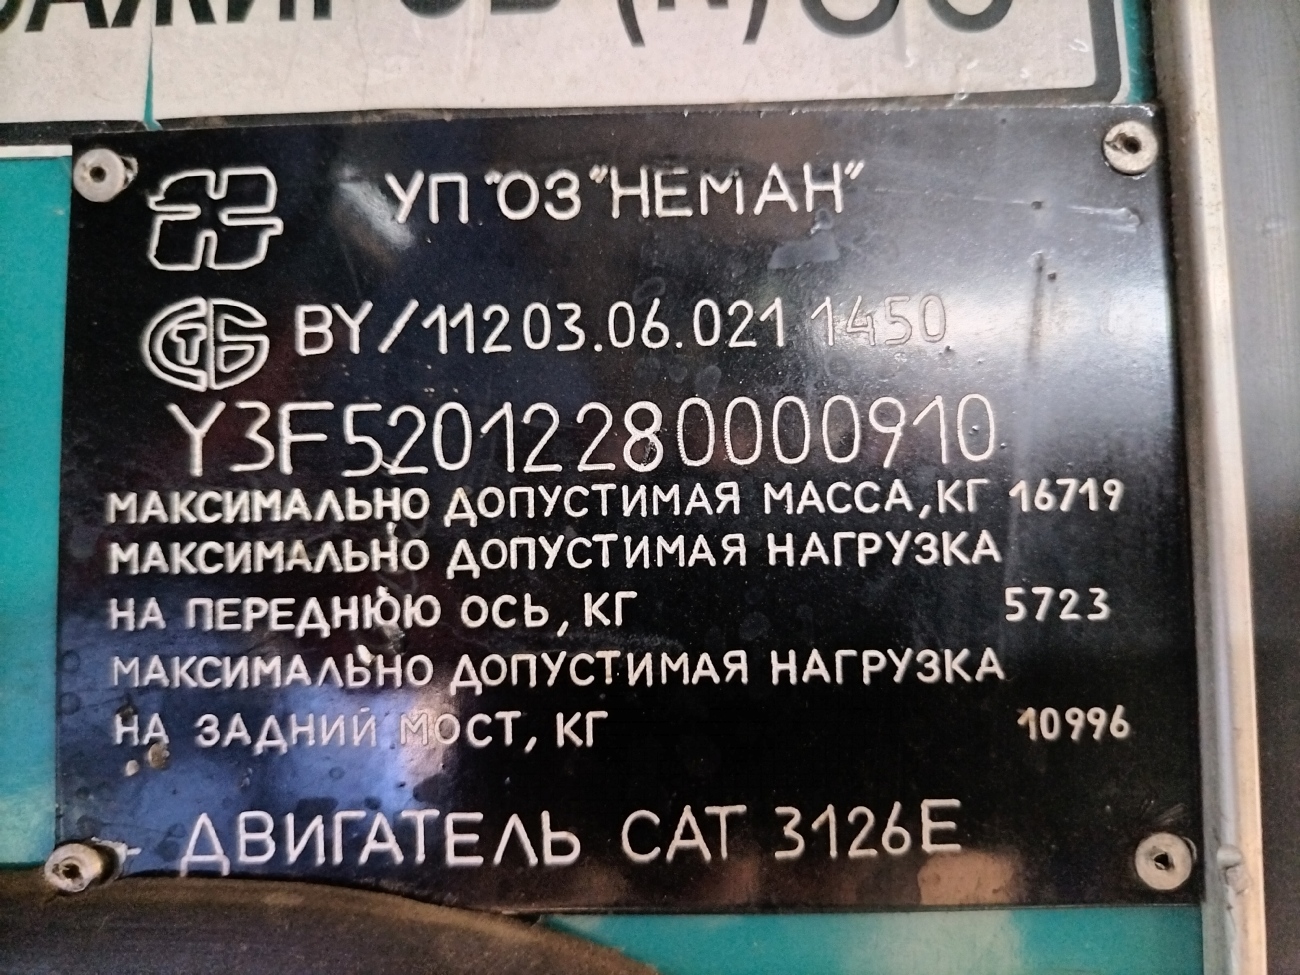 УП "ОЗ "НЕМАН"
BY/112 03.06.021 1450
Y3F52012280000910
МАКСИМАЛЬНО ДОПУСТИМАЯ МАССА, КГ 16719
МАКСИМАЛЬНО ДОПУСТИМАЯ НАГРУЗКА
НА ПЕРЕДНЮЮ ОСЬ, КГ 5723
МАКСИМАЛЬНО ДОПУСТИМАЯ НАГРУЗКА
НА ЗАДНИЙ МОСТ, КГ 10996
ДВИГАТЕЛЬ CAT 3126E